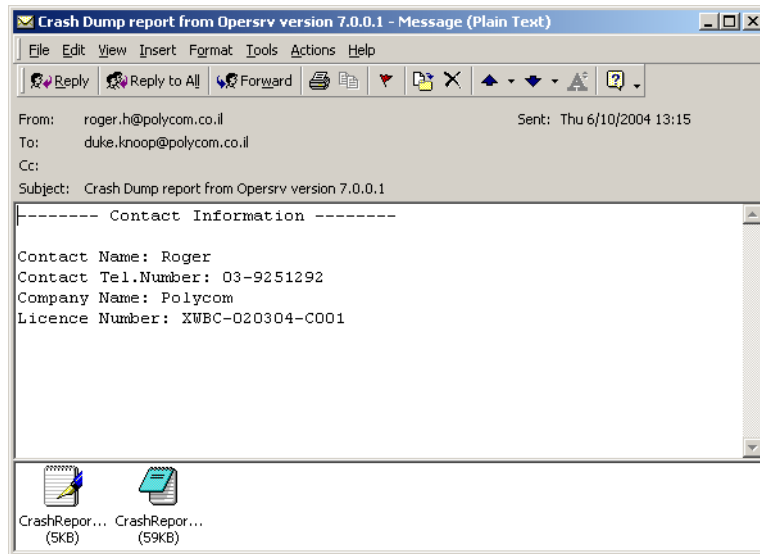 Crash Dump report from Opersrv version 7.0.0.1 - Message (Plain Text)
File Edit View Insert Format Tools Actions Help
Reply Reply to All Forward
From: roger.h@polycom.co.il Sent: Thu 6/10/2004 13:15
To: duke.knoop@polycom.co.il
Cc:
Subject: Crash Dump report from Opersrv version 7.0.0.1
-------- Contact Information --------
Contact Name: Roger
Contact Tel.Number: 03-9251292
Company Name: Polycom
Licence Number: XWBC-020304-C001
CrashRepor... CrashRepor...
(5KB) (59KB)